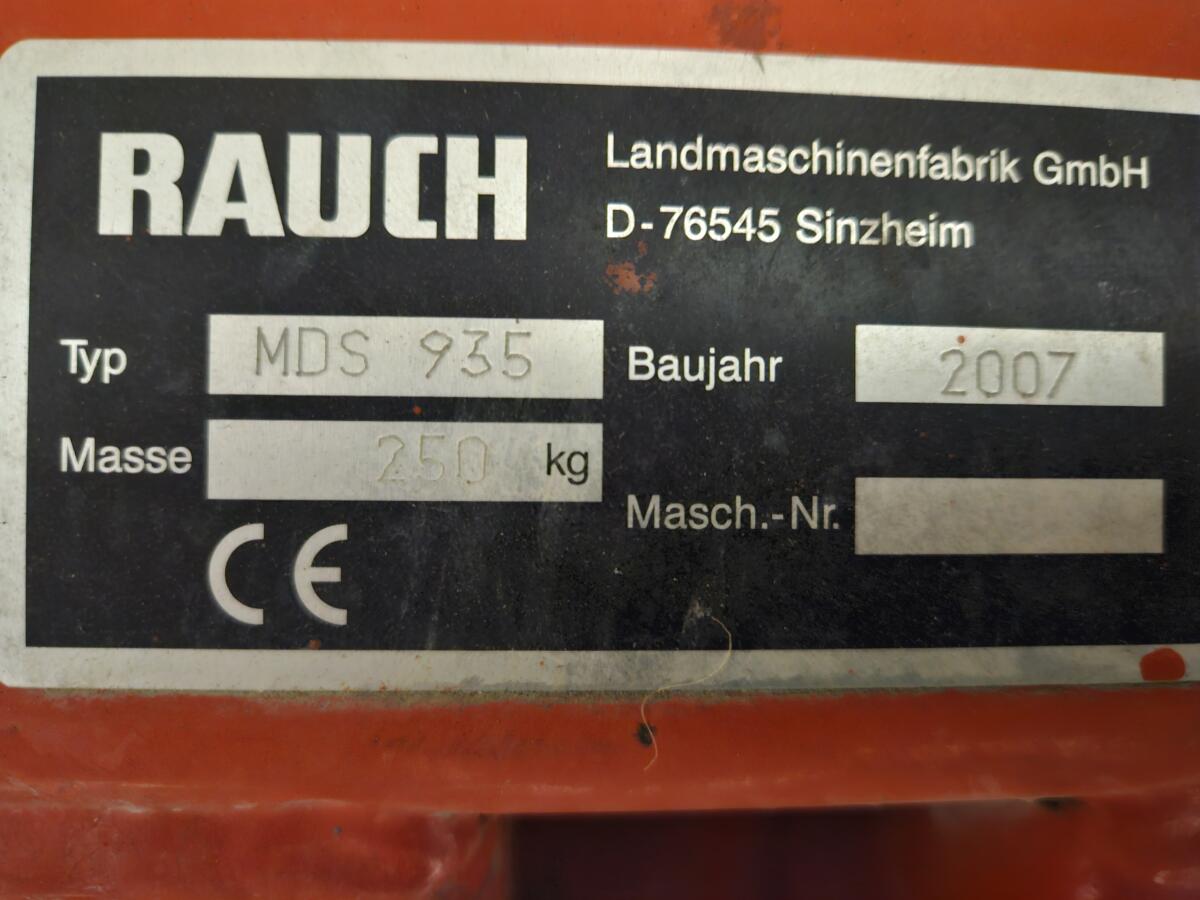 RAUCH
Landmaschinenfabrik GmbH
D-76545 Sinzheim
Typ MDS 935
Baujahr 2007
Masse 250 kg
Masch.-Nr.
CE